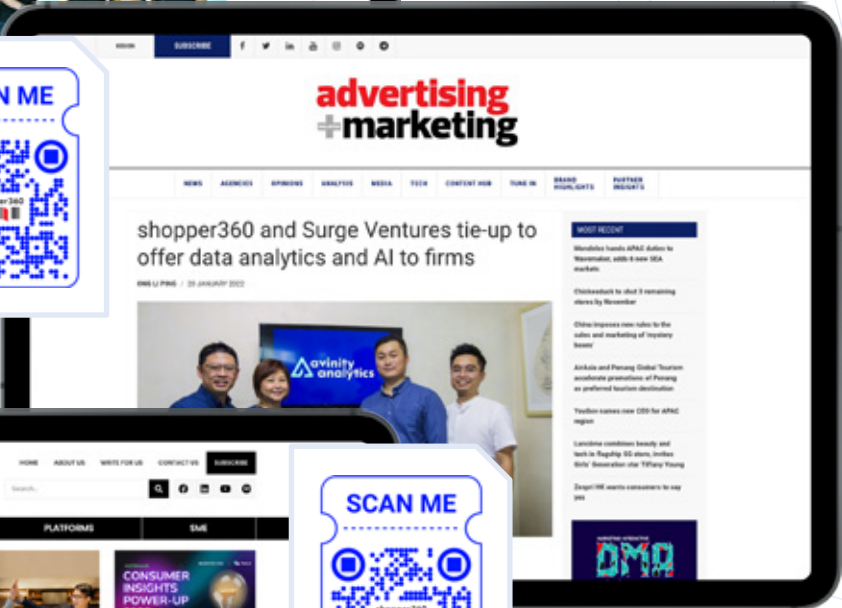 SUBSCRIBE
N ME
advertising
+marketing
NEWS AGENCIES OPINIONS ANALYSIS MEDIA TECH CONTENT HUB TUNE IN BRAND HIGHLIGHTS PARTNER INSIGHTS
shopper360 and Surge Ventures tie-up to
offer data analytics and AI to firms
ONG LI PING / 20 JANUARY 2022
avinity
analytics
MOST RECENT
Mondelez hands APAC duties to
Wavemaker, adds 6 new SEA
markets
Chickeeduck to shut 3 remaining
stores by November
China imposes new rules to the
sales and marketing of 'mystery
boxes'
AirAsia and Penang Global Tourism
accelerate promotions of Penang
as preferred tourism destination
names new CEO for APAC
region
Lancôme combines beauty and
tech in flagship SG store, invites
Girls' Generation star Tiffany Young
Zespri HK wants consumers to say
yes
DMA
HOME ABOUT US WRITE FOR US CONTACT US SUBSCRIBE
Search...
PLATFORMS SME
CONSUMER
INSIGHTS
POWER-UP
SCAN ME
shopper360